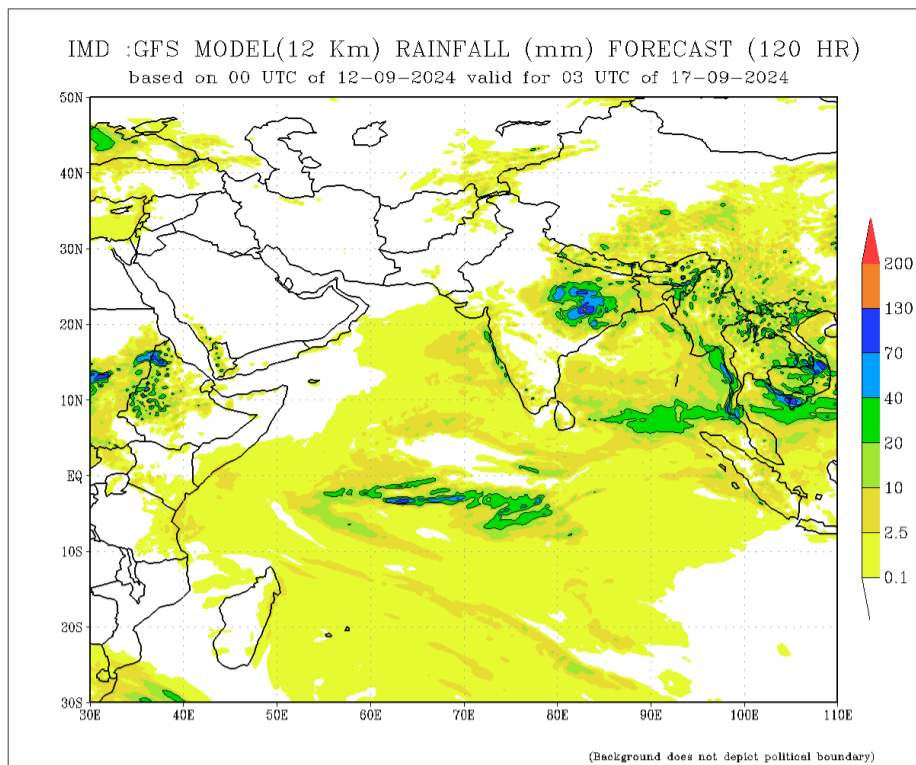 IMD :GFS MODEL(12 Km) RAINFALL (mm) FORECAST (120 HR)
based on 00 UTC of 12-09-2024 valid for 03 UTC of 17-09-2024
50N
40N
30N
20N
10N
EQ
10S
20S
30S
30E 40E 50E 60E 70E 80E 90E 100E 110E
200
130
70
40
20
10
2.5
0.1
(Background does not depict political boundary)